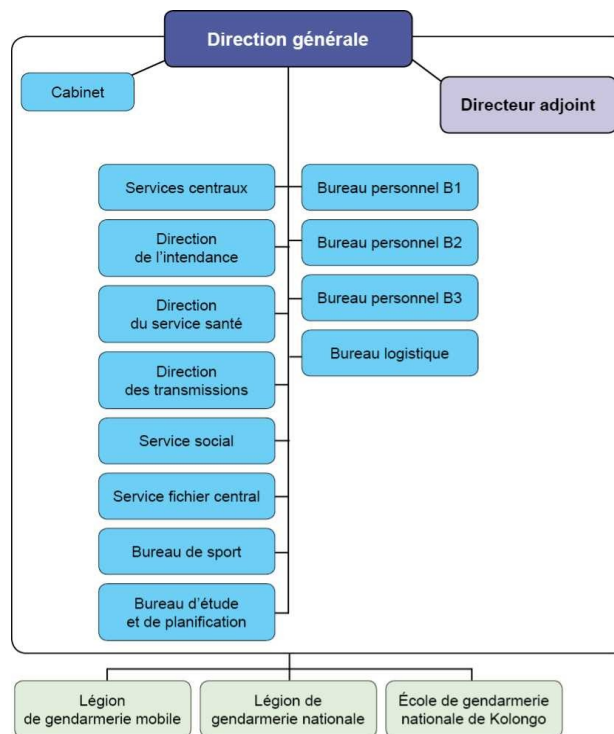 Direction générale
Cabinet
Directeur adjoint
Services centraux
Bureau personnel B1
Direction
de l'intendance
Bureau personnel B2
Direction
du service santé
Bureau personnel B3
Direction
des transmissions
Bureau logistique
Service social
Service fichier central
Bureau de sport
Bureau d'étude
et de planification
Légion
de gendarmerie mobile
Légion de
gendarmerie nationale
École de gendarmerie
nationale de Kolongo